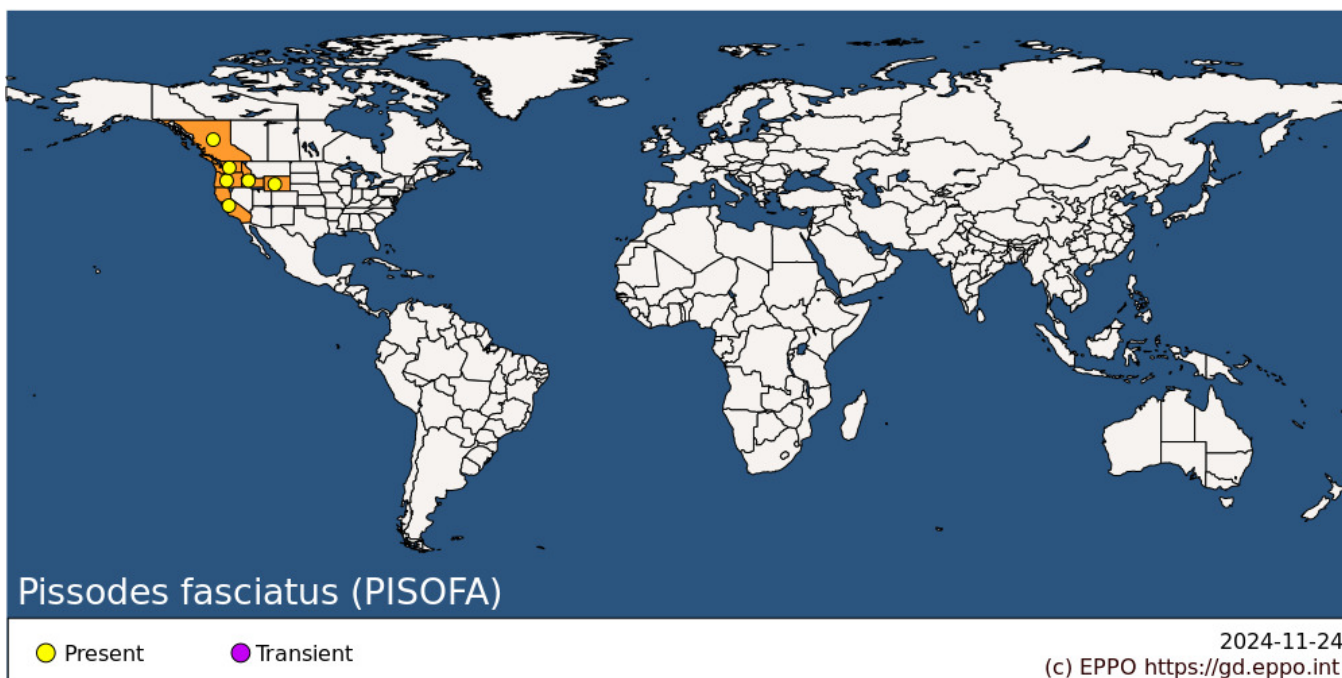 Pissodes fasciatus (PISOFA)
Present
Transient
2024-11-24
(c) EPPO https://gd.eppo.int